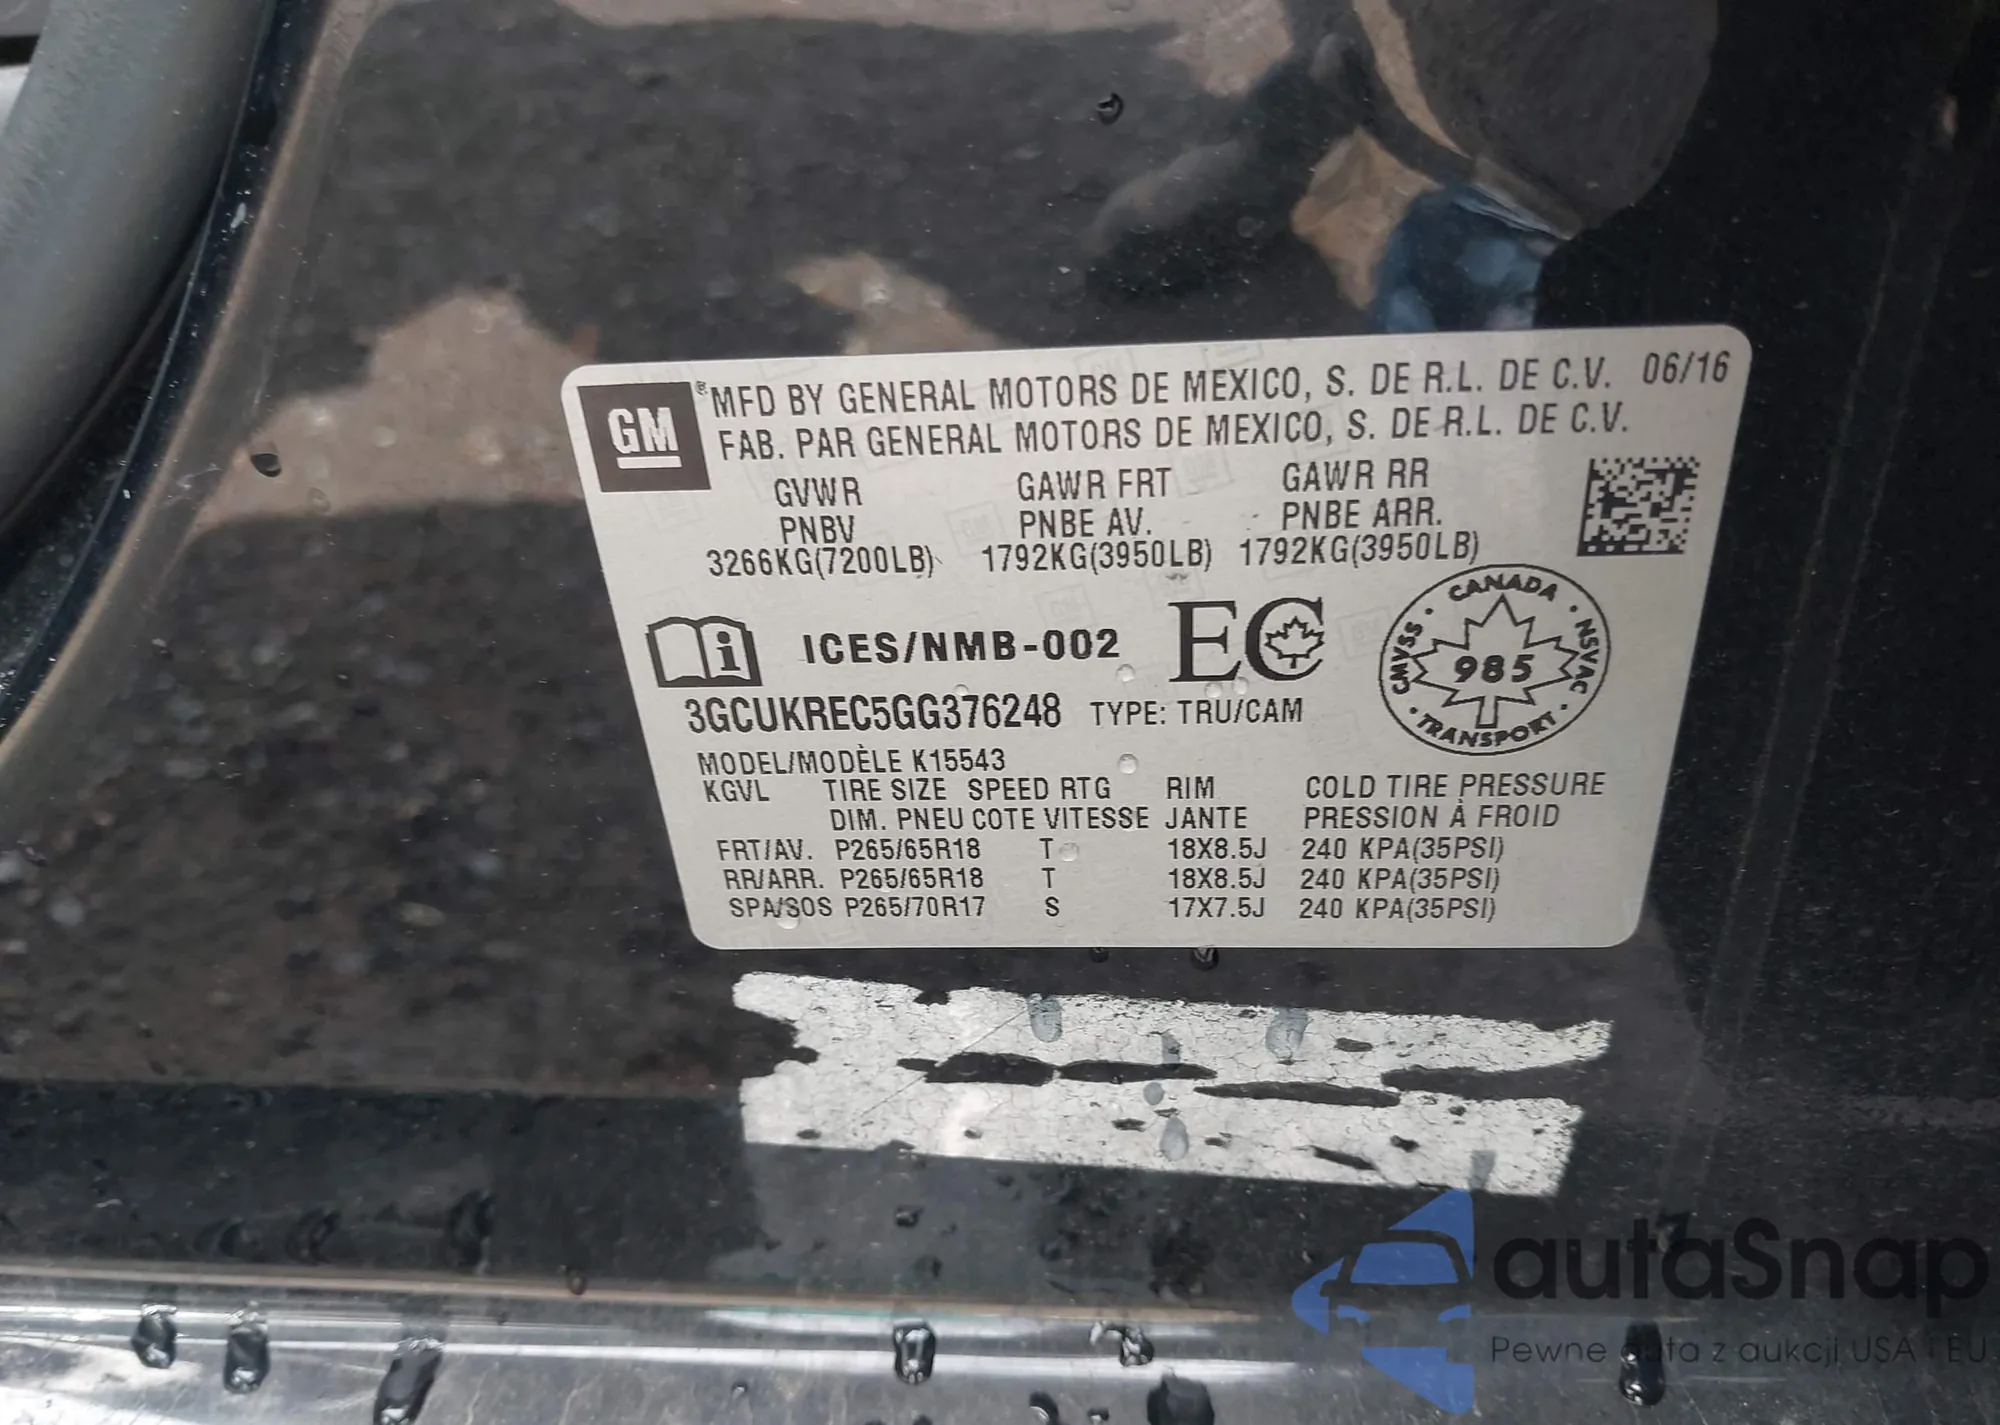 GM ® MFD BY GENERAL MOTORS DE MEXICO, S. DE R.L. DE C.V. 06/16
FAB. PAR GENERAL MOTORS DE MEXICO, S. DE R.L. DE C.V.
GVWR GAWR FRT GAWR RR
PNBV PNBE AV. PNBE ARR.
3266KG(7200LB) 1792KG(3950LB) 1792KG(3950LB)
i ICES/NMB-002 EC
CANADA
CMVSS 985 NSVAC
TRANSPORT
3GCUKREC5GG376248 TYPE: TRU/CAM
MODEL/MODÈLE K15543
KGVL TIRE SIZE SPEED RTG RIM COLD TIRE PRESSURE
DIM. PNEU COTE VITESSE JANTE PRESSION À FROID
FRT/AV. P265/65R18 T 18X8.5J 240 KPA(35PSI)
RR/ARR. P265/65R18 T 18X8.5J 240 KPA(35PSI)
SPA/SOS P265/70R17 S 17X7.5J 240 KPA(35PSI)
autaSnap
Pewne auta z aukcji USA i EU